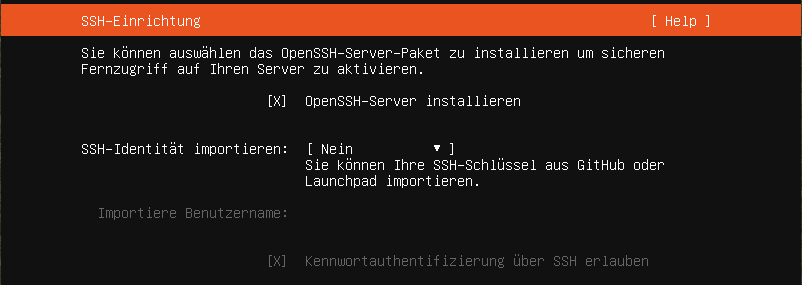 SSH-Einrichtung [ Help ]
Sie können auswählen das OpenSSH-Server-Paket zu installieren um sicheren
Fernzugriff auf Ihren Server zu aktivieren.
[X] OpenSSH-Server installieren
SSH-Identität importieren: [ Nein ▾ ]
Sie können Ihre SSH-Schlüssel aus GitHub oder
Launchpad importieren.
Importiere Benutzername:
[X] Kennwortauthentifizierung über SSH erlauben